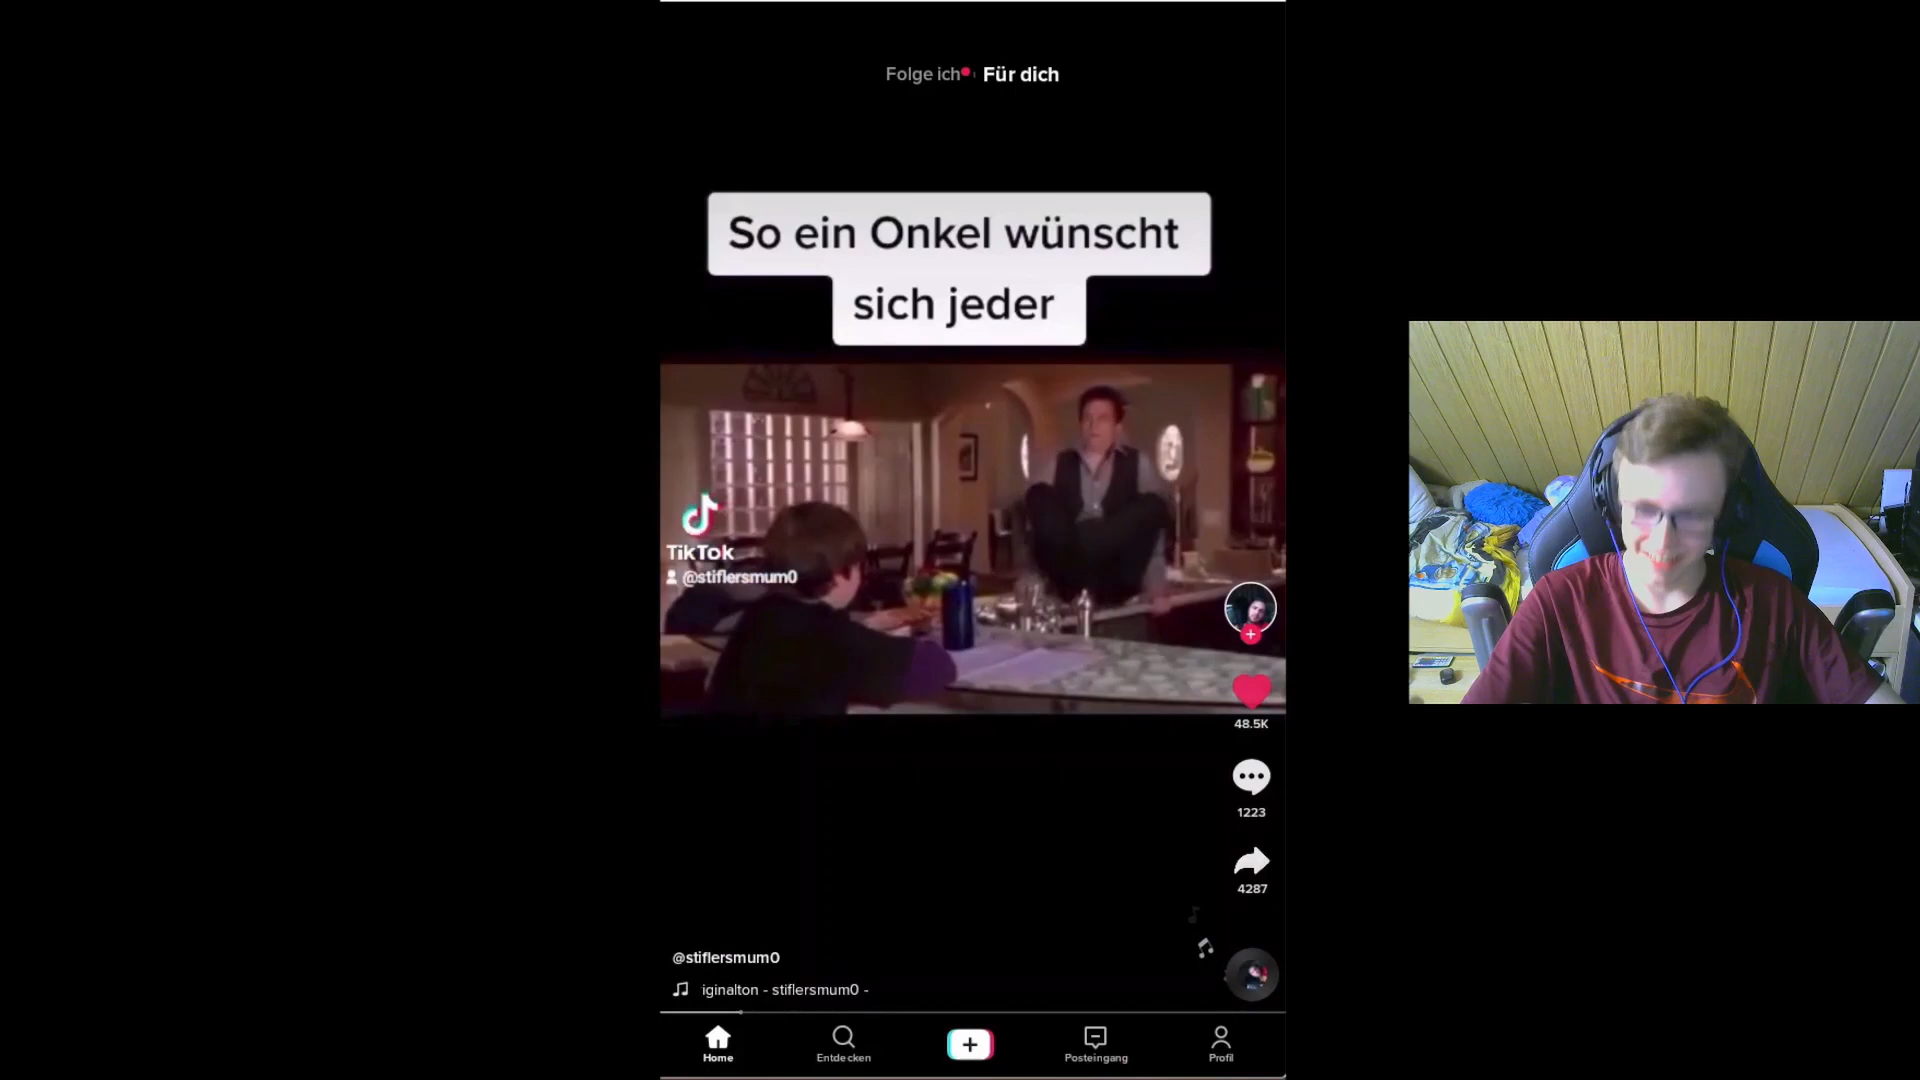 Folge ich Für dich
So ein Onkel wünscht
sich jeder
TikTok
@stiflersmum0
48.5K
1223
4287
@stiflersmum0
iginalton - stiflersmum0 -
Home
Entdecken
Posteingang
Profil